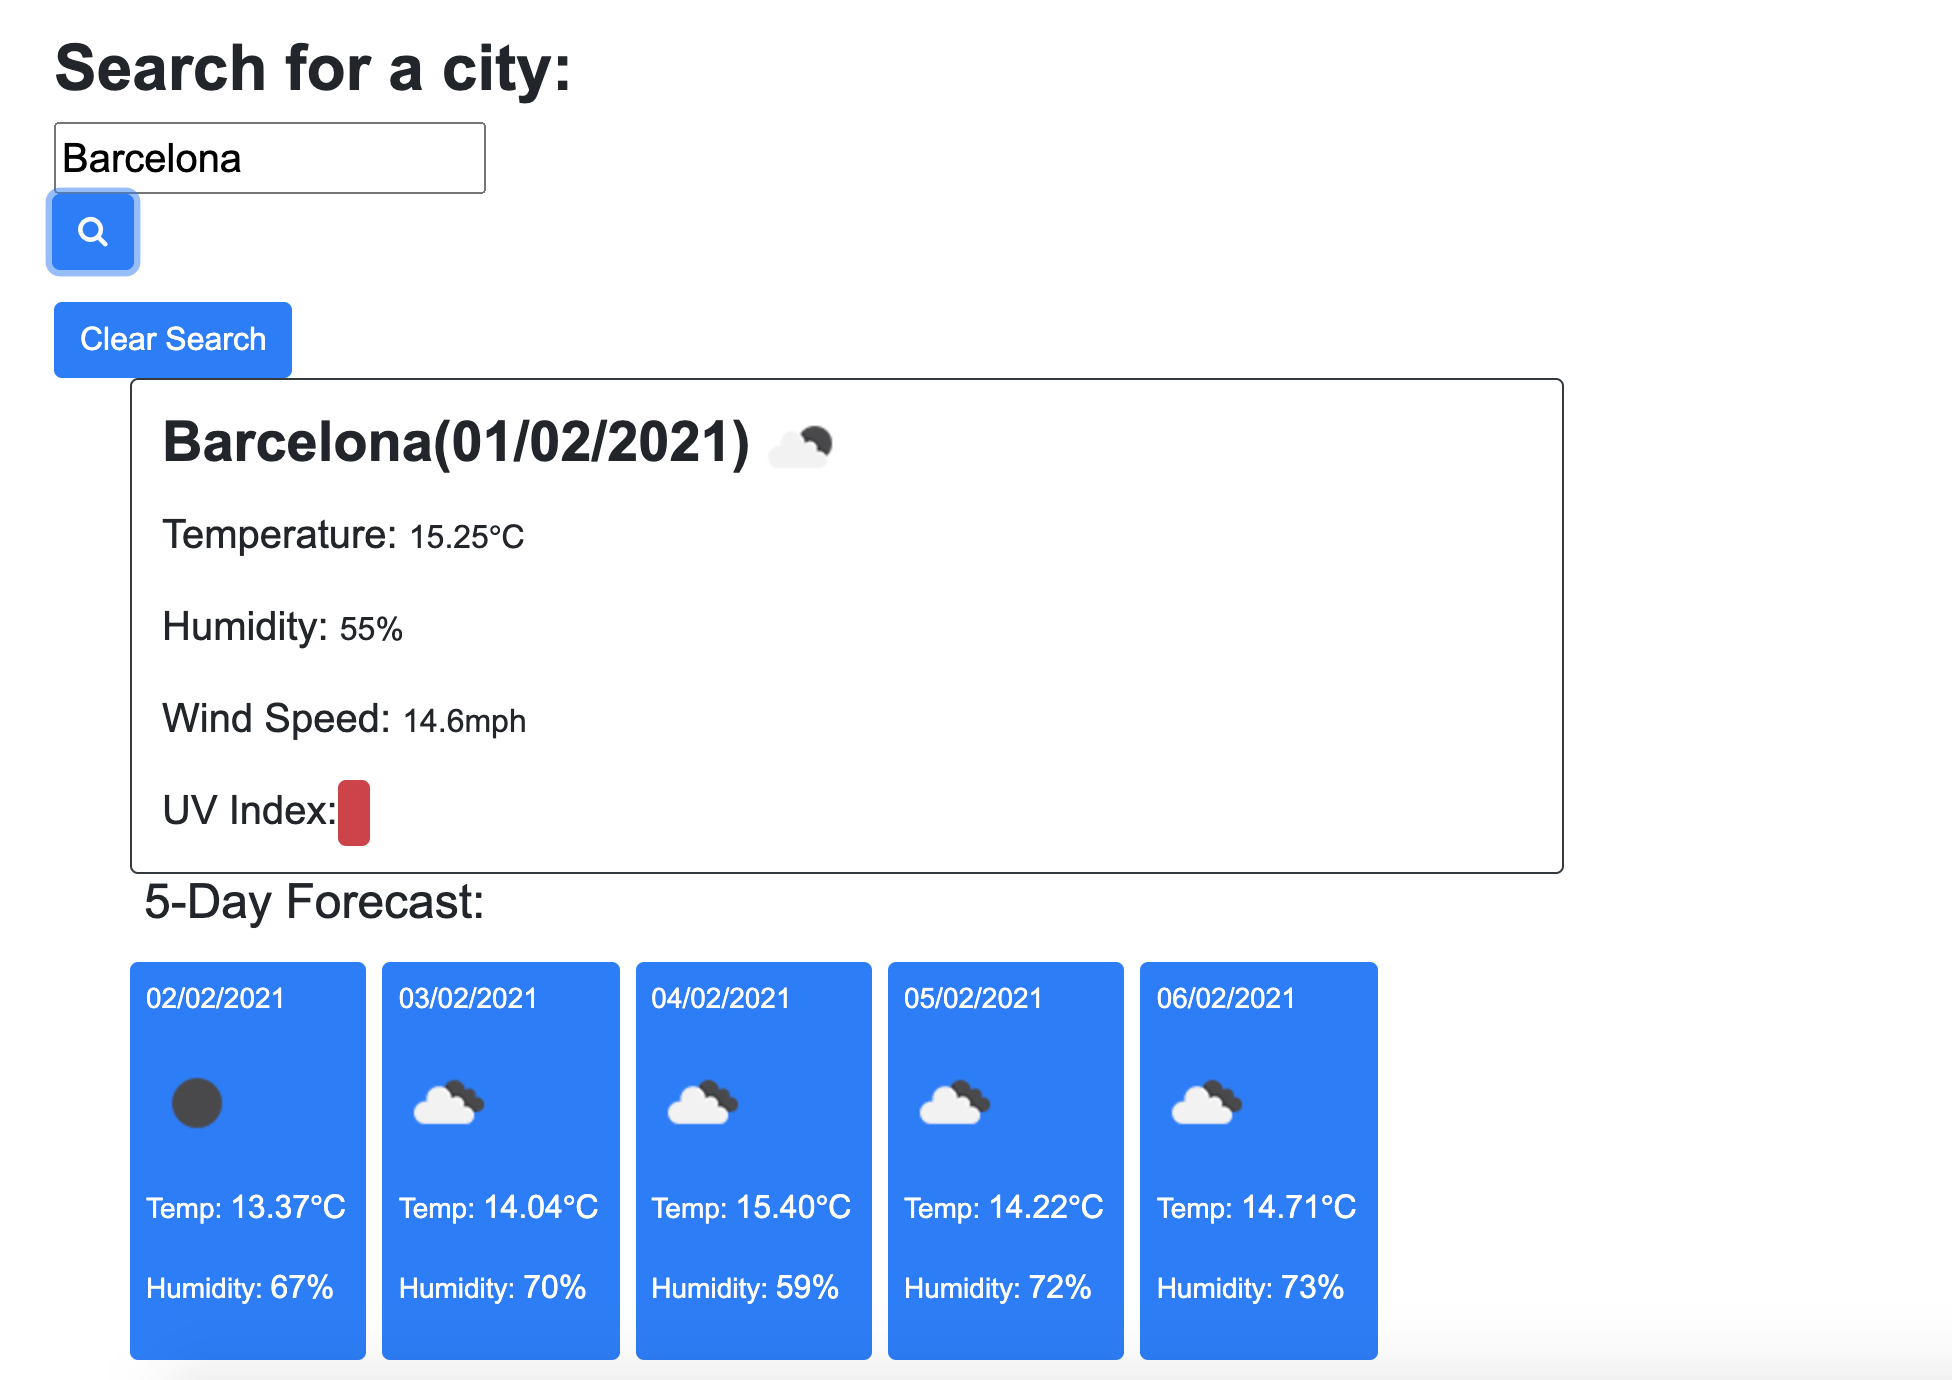 Search for a city:
Barcelona
Clear Search
Barcelona(01/02/2021)
Temperature: 15.25°C
Humidity: 55%
Wind Speed: 14.6mph
UV Index:
5-Day Forecast:
02/02/2021
Temp: 13.37°C
Humidity: 67%
03/02/2021
Temp: 14.04°C
Humidity: 70%
04/02/2021
Temp: 15.40°C
Humidity: 59%
05/02/2021
Temp: 14.22°C
Humidity: 72%
06/02/2021
Temp: 14.71°C
Humidity: 73%